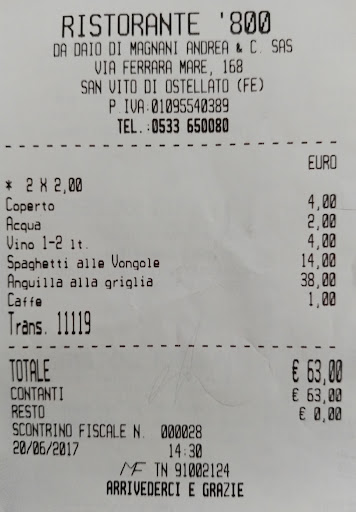 RISTORANTE '800
DA DAIO DI MAGNANI ANDREA & C. SAS
VIA FERRARA MARE, 168
SAN VITO DI OSTELLATO (FE)
P.IVA:01095540389
TEL.:0533 650080
EURO
* 2 X 2,00
Coperto 4,00
Acqua 2,00
Vino 1-2 lt. 4,00
Spaghetti alle Vongole 14,00
Anguilla alla griglia 38,00
Caffe 1,00
Trans. 11119
TOTALE € 63,00
CONTANTI € 63,00
RESTO € 0,00
SCONTRINO FISCALE N. 000028
20/06/2017 14:30
MF TN 91002124
ARRIVEDERCI E GRAZIE